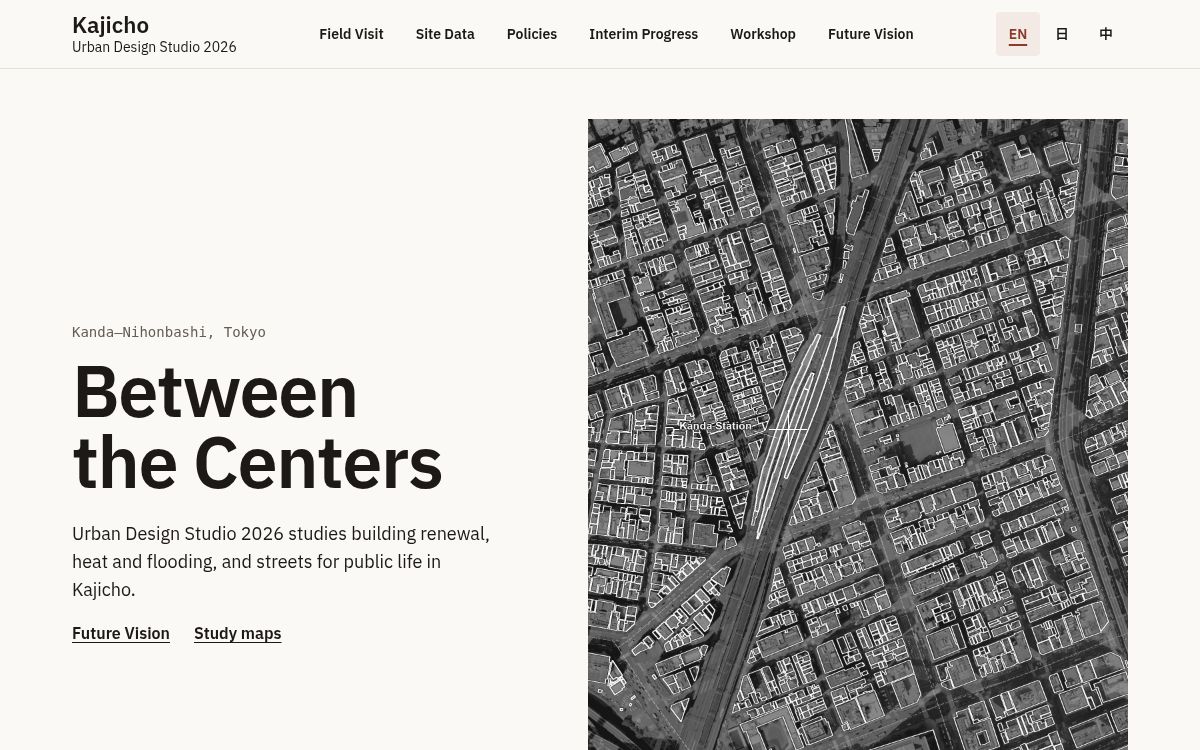 Kajicho
Urban Design Studio 2026
Field Visit
Site Data
Policies
Interim Progress
Workshop
Future Vision
EN
日
中
Kanda–Nihonbashi, Tokyo
Between
the Centers
Urban Design Studio 2026 studies building renewal,
heat and flooding, and streets for public life in
Kajicho.
Future Vision
Study maps
Kanda Station